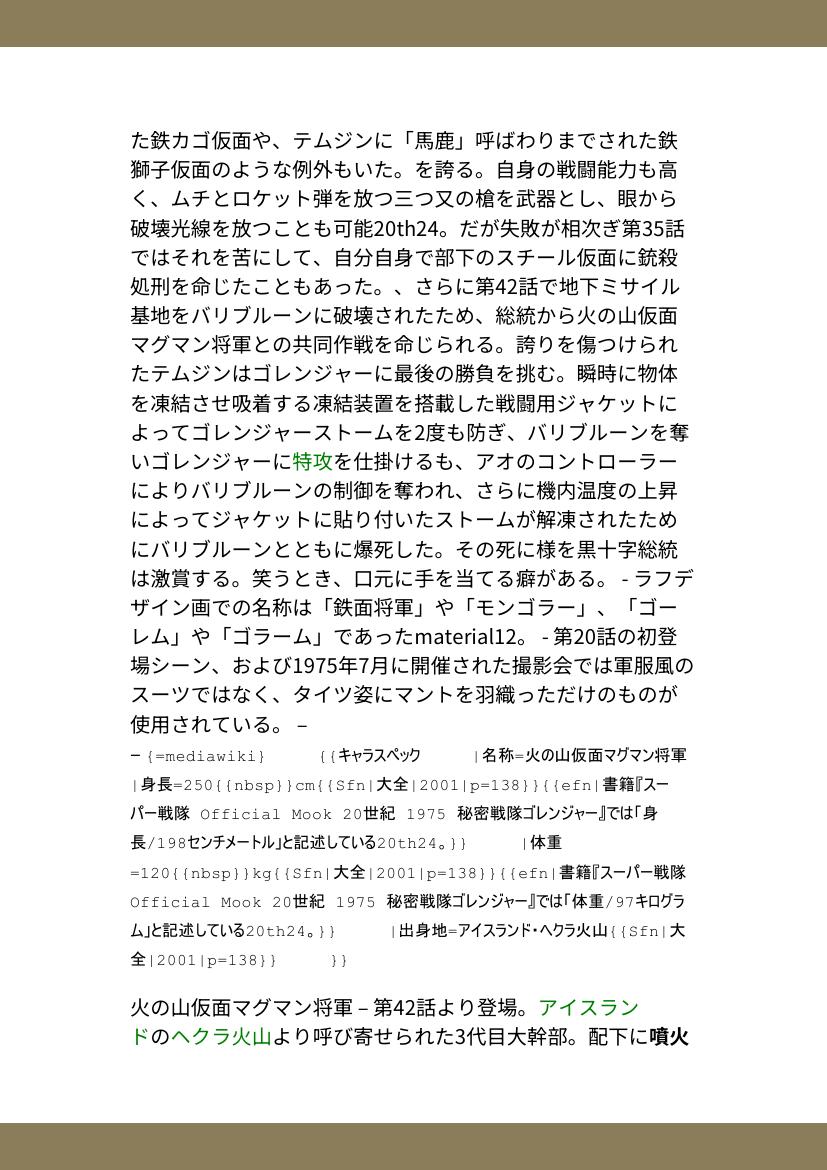 た鉄カゴ仮面や、テムジンに「馬鹿」呼ばわりまでされた鉄
獅子仮面のような例外もいた。を誇る。自身の戦闘能力も高
く、ムチとロケット弾を放つ三つ又の槍を武器とし、眼から
破壊光線を放つことも可能20th24。だが失敗が相次ぎ第35話
ではそれを苦にして、自分自身で部下のスチール仮面に銃殺
処刑を命じたこともあった。、さらに第42話で地下ミサイル
基地をバリブルーンに破壊されたため、総統から火の山仮面
マグマン将軍との共同作戦を命じられる。誇りを傷つけられ
たテムジンはゴレンジャーに最後の勝負を挑む。瞬時に物体
を凍結させ吸着する凍結装置を搭載した戦闘用ジャケットに
よってゴレンジャーストームを2度も防ぎ、バリブルーンを奪
いゴレンジャーに特攻を仕掛けるも、アオのコントローラー
によりバリブルーンの制御を奪われ、さらに機内温度の上昇
によってジャケットに貼り付いたストームが解凍されたため
にバリブルーンとともに爆死した。その死に様を黒十字総統
は激賞する。笑うとき、口元に手を当てる癖がある。 - ラフデ
ザイン画での名称は「鉄面将軍」や「モンゴラー」、「ゴー
レム」や「ゴラーム」であったmaterial12。 - 第20話の初登
場シーン、および1975年7月に開催された撮影会では軍服風の
スーツではなく、タイツ姿にマントを羽織っただけのものが
使用されている。 –
– {=mediawiki} {{キャラスペック |名称=火の山仮面マグマン将軍
|身長=250{{nbsp}}cm{{Sfn|大全|2001|p=138}}{{efn|書籍『スー
パー戦隊 Official Mook 20世紀 1975 秘密戦隊ゴレンジャー』では「身
長/198センチメートル」と記述している20th24。}} |体重
=120{{nbsp}}kg{{Sfn|大全|2001|p=138}}{{efn|書籍『スーパー戦隊
Official Mook 20世紀 1975 秘密戦隊ゴレンジャー』では「体重/97キログラ
ム」と記述している20th24。}} |出身地=アイスランド・ヘクラ火山{{Sfn|大
全|2001|p=138}} }}
火の山仮面マグマン将軍 – 第42話より登場。アイスラン
ドのヘクラ火山より呼び寄せられた3代目大幹部。配下に噴火